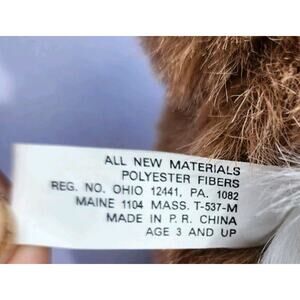 ALL NEW MATERIALS
POLYESTER FIBERS
REG. NO. OHIO 12441, PA. 1082
MAINE 1104 MASS. T-537-M
MADE IN P. R. CHINA
AGE 3 AND UP